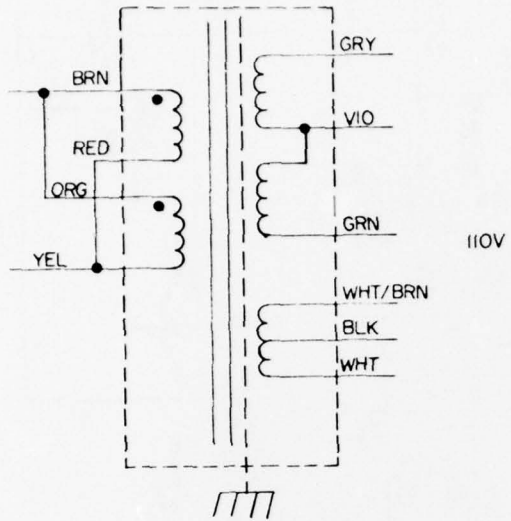 BRN
RED
ORG
YEL
GRY
VIO
GRN
WHT/BRN
BLK
WHT
110V